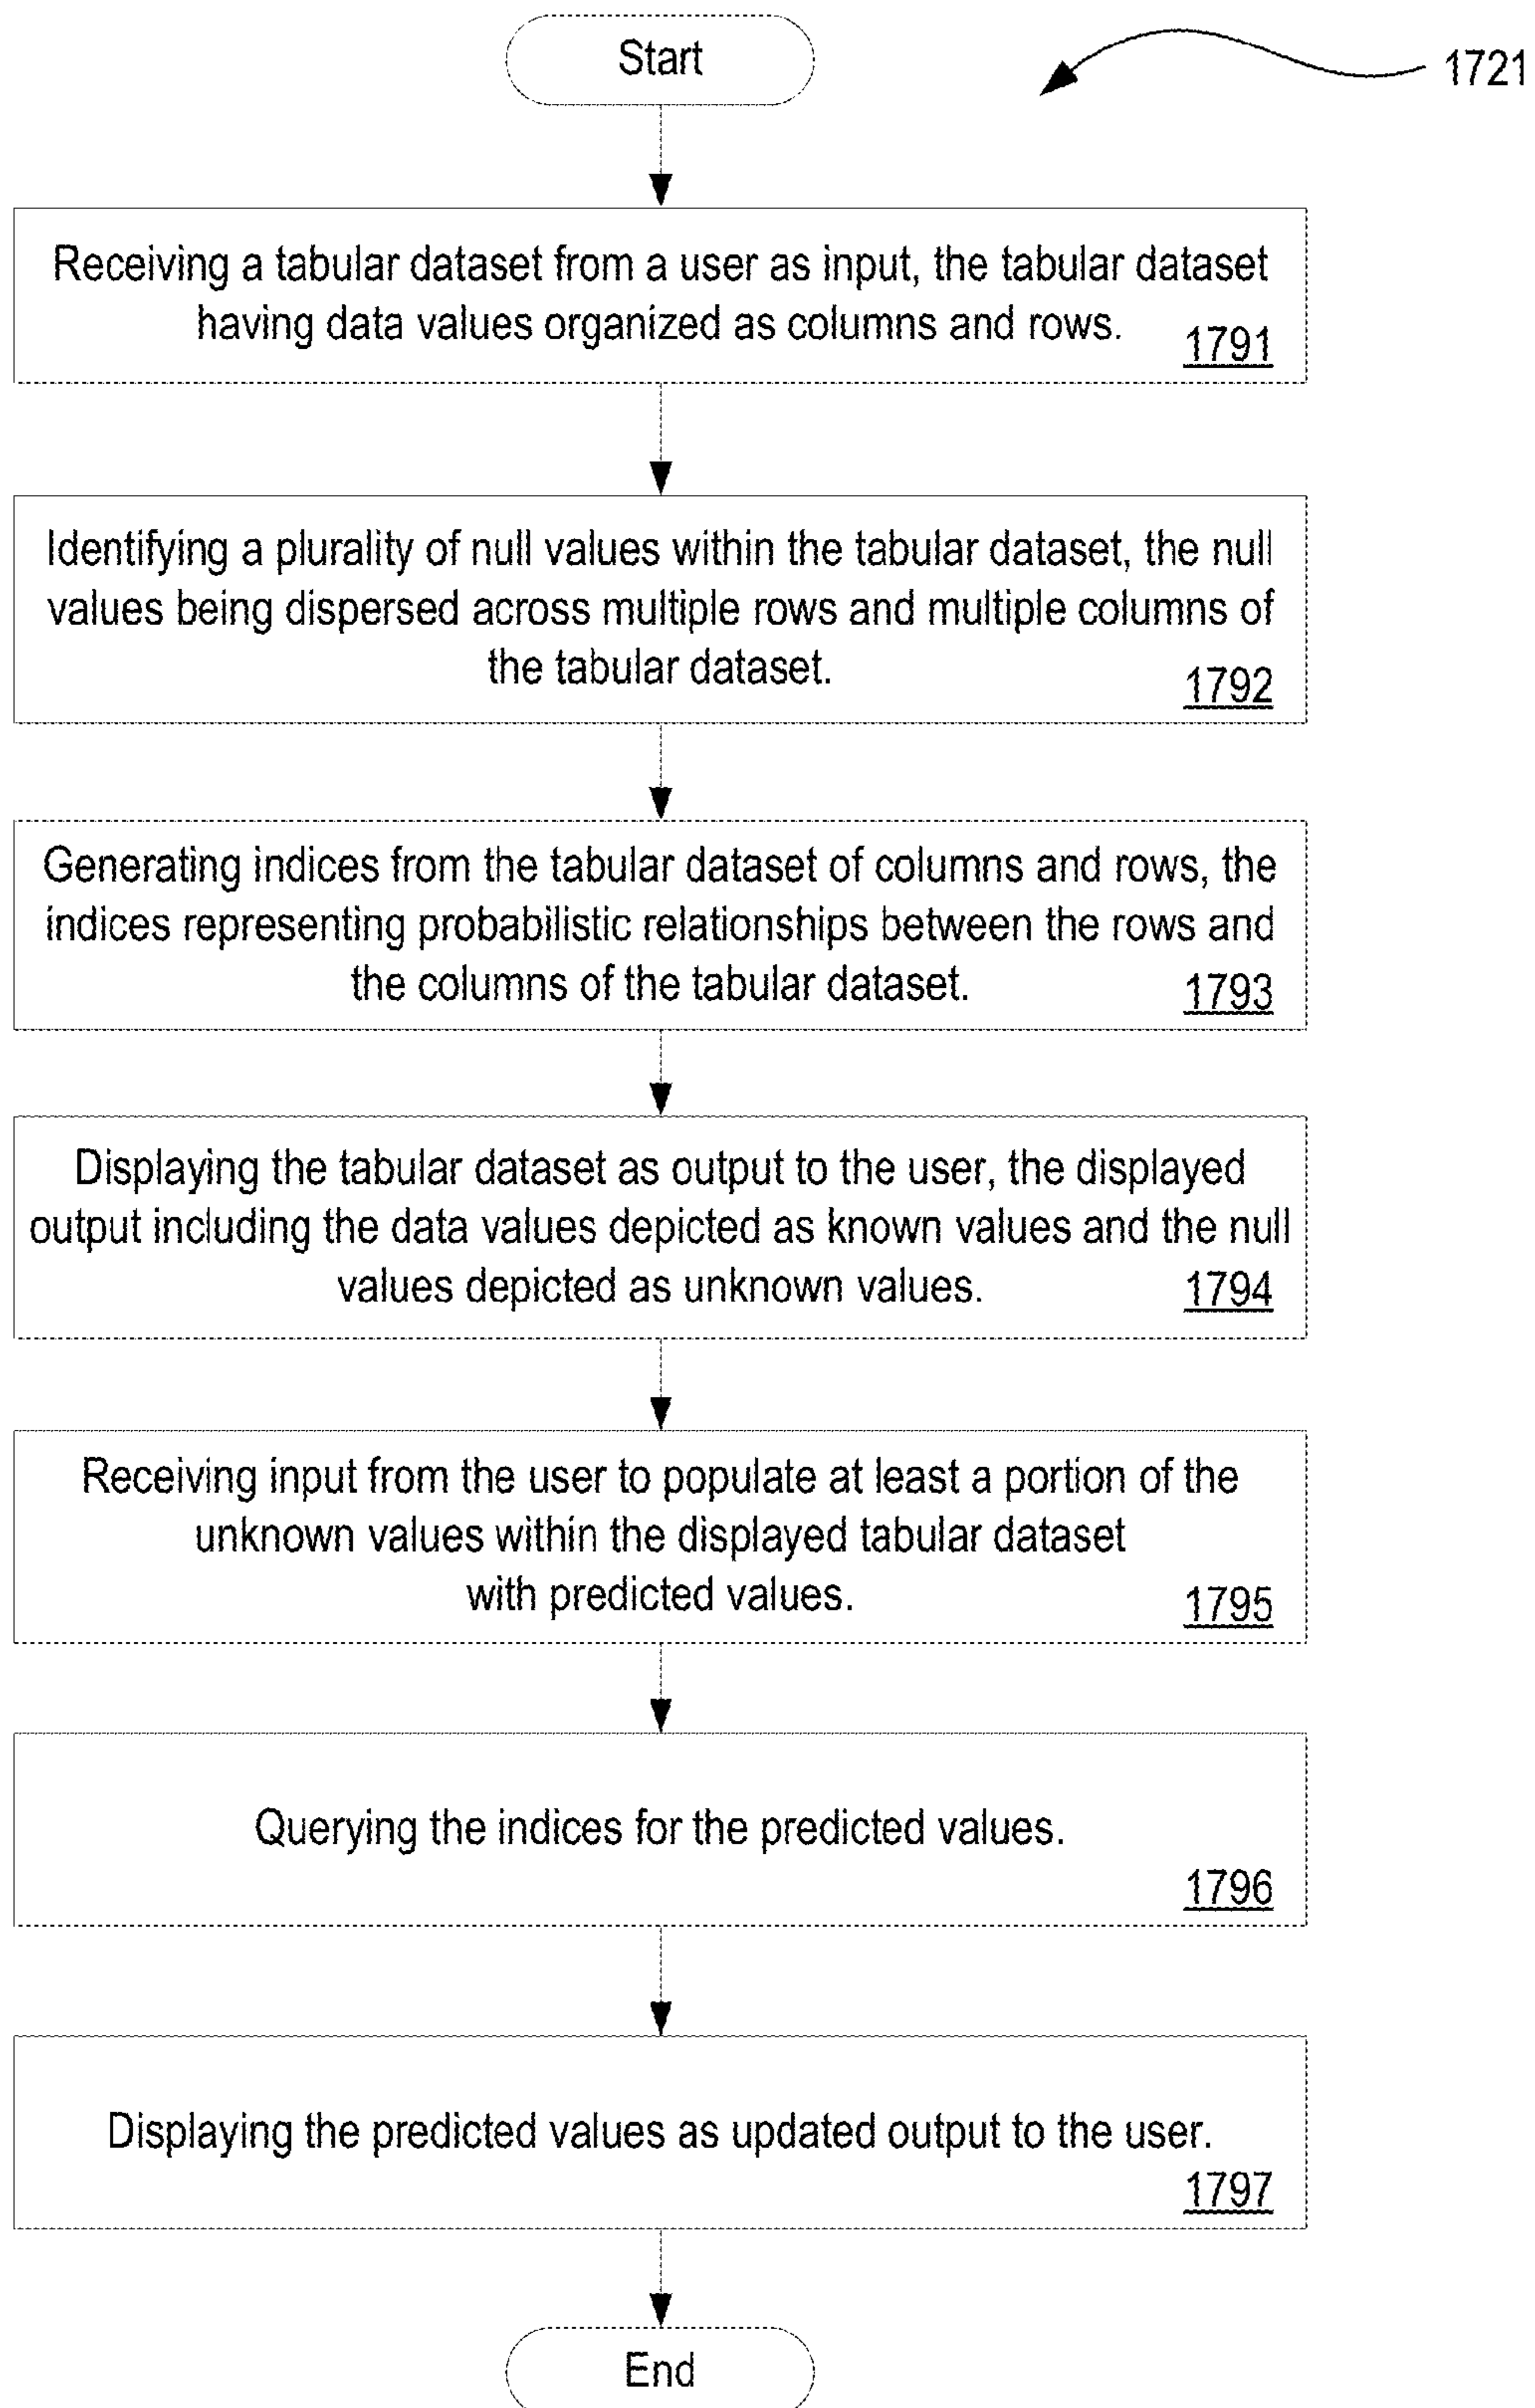 Start
1721
Receiving a tabular dataset from a user as input, the tabular dataset
having data values organized as columns and rows.
1791
Identifying a plurality of null values within the tabular dataset, the null
values being dispersed across multiple rows and multiple columns of
the tabular dataset.
1792
Generating indices from the tabular dataset of columns and rows, the
indices representing probabilistic relationships between the rows and
the columns of the tabular dataset.
1793
Displaying the tabular dataset as output to the user, the displayed
output including the data values depicted as known values and the null
values depicted as unknown values.
1794
Receiving input from the user to populate at least a portion of the
unknown values within the displayed tabular dataset
with predicted values.
1795
Querying the indices for the predicted values.
1796
Displaying the predicted values as updated output to the user.
1797
End